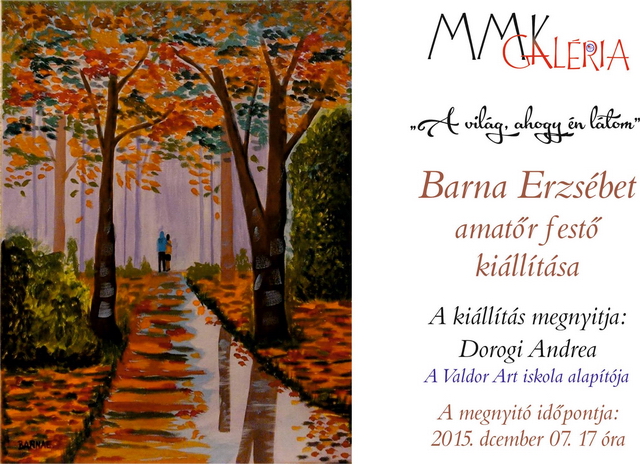 MMK
GALÉRIA
„A világ, ahogy én látom”
Barna Erzsébet
amatőr festő
kiállítása
A kiállítás megnyitja:
Dorogi Andrea
A Valdor Art iskola alapítója
A megnyitó időpontja:
2015. dcember 07. 17 óra
BARNAE